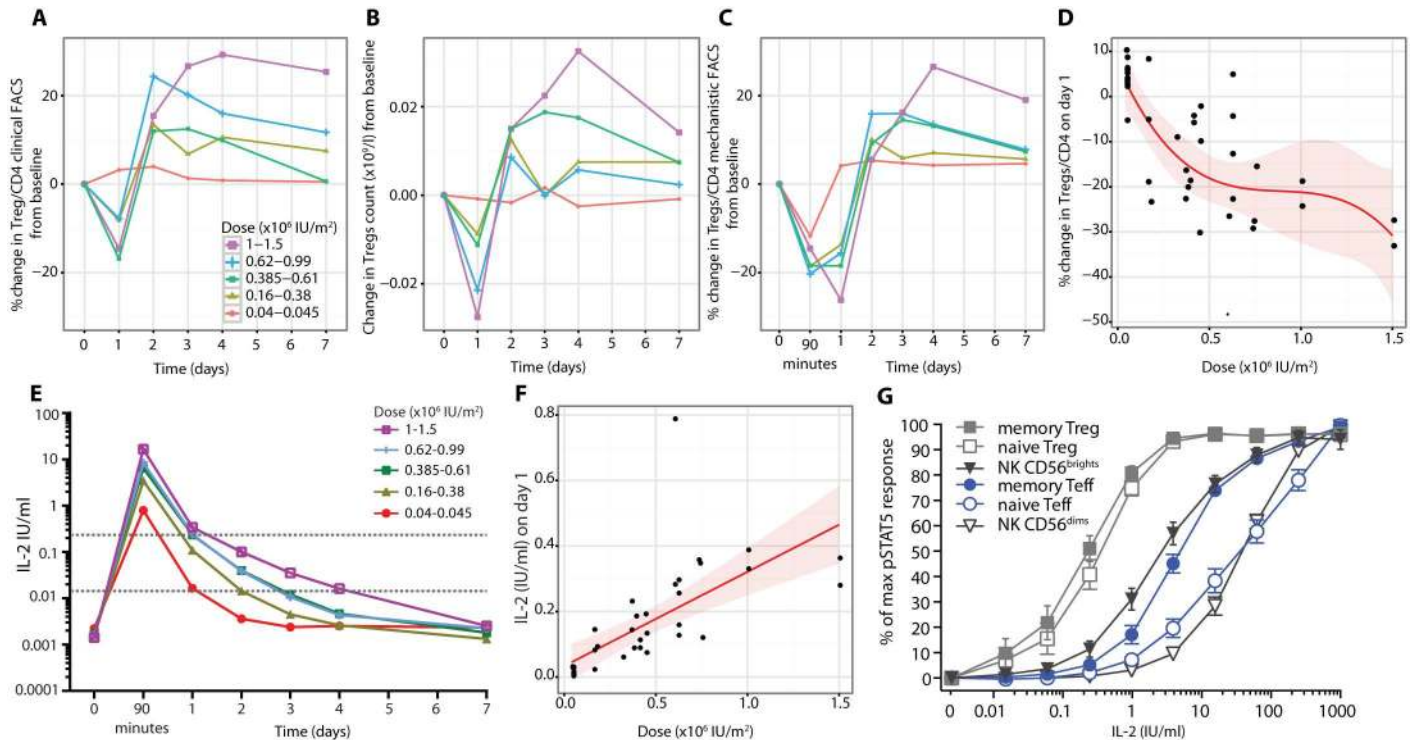 A
%change in Treg/CD4 clinical FACS
from baseline
20
0
−20
Dose (x10⁶ IU/m²)
1−1.5
0.62−0.99
0.385−0.61
0.16−0.38
0.04−0.045
0 1 2 3 4 5 6 7
Time (days)
B
Change in Tregs count (x10⁹/l) from baseline
0.02
0.00
−0.02
0 1 2 3 4 5 6 7
Time (days)
C
% change in Tregs/CD4 mechanistic FACS
from baseline
20
0
−20
0 90 1 2 3 4 5 6 7
minutes
Time (days)
D
%change in Tregs/CD4 on day 1
10
0
−10
−20
−30
−40
−50
0.0 0.5 1.0 1.5
Dose (x10⁶ IU/m²)
E
IL-2 IU/ml
100
10
1
0.1
0.01
0.001
0.0001
Dose (x10⁶ IU/m²)
1-1.5
0.62-0.99
0.385-0.61
0.16-0.38
0.04-0.045
0 90 1 2 3 4 5 6 7
minutes
Time (days)
F
IL-2 (IU/ml) on day 1
0.8
0.6
0.4
0.2
0.0
0.0 0.5 1.0 1.5
Dose (x10⁶ IU/m²)
G
% of max pSTAT5 response
100
90
80
70
60
50
40
30
20
10
0
memory Treg
naive Treg
NK CD56ᵇʳⁱᵍʰᵗˢ
memory Teff
naive Teff
NK CD56ᵈⁱᵐˢ
0 0.01 0.1 1 10 100 1000
IL-2 (IU/ml)